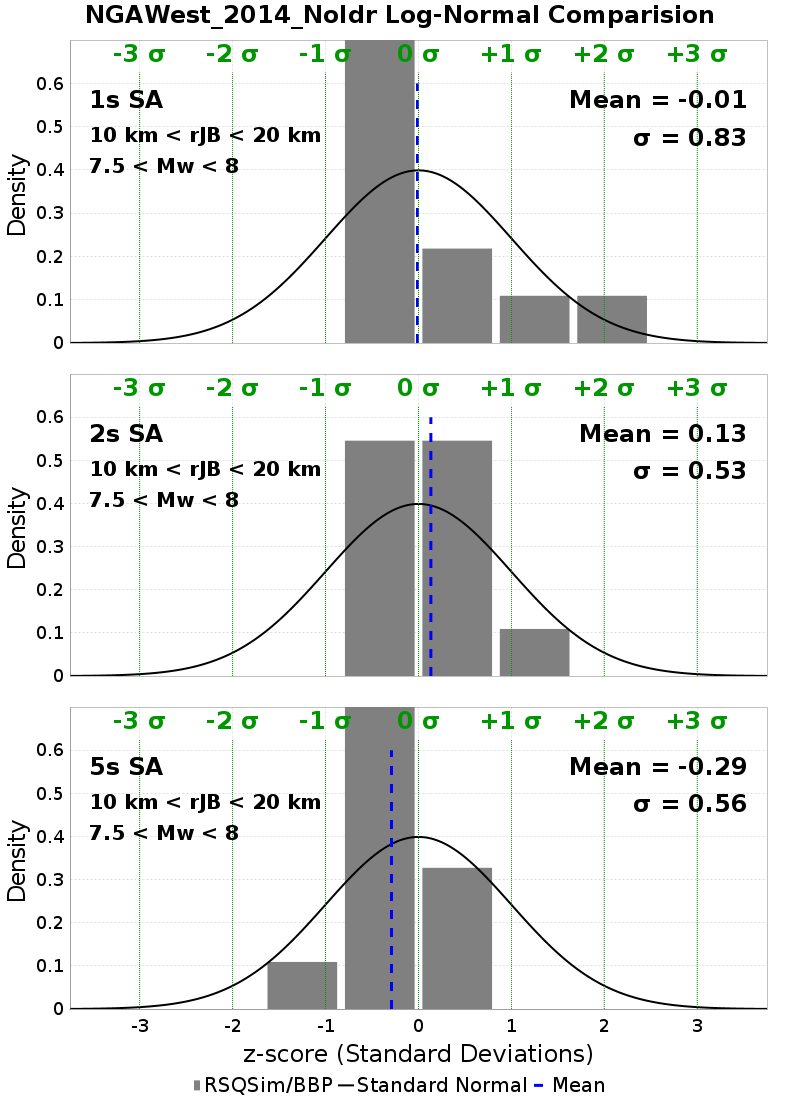 NGAWest_2014_NoIdr Log-Normal Comparision
-3 σ -2 σ -1 σ 0 σ +1 σ +2 σ +3 σ
1s SA
Mean = -0.01
10 km < rJB < 20 km
σ = 0.83
7.5 < Mw < 8
0.6
0.5
0.4
0.3
0.2
0.1
0
Density
-3 σ -2 σ -1 σ 0 σ +1 σ +2 σ +3 σ
2s SA
Mean = 0.13
10 km < rJB < 20 km
σ = 0.53
7.5 < Mw < 8
0.6
0.5
0.4
0.3
0.2
0.1
0
Density
-3 σ -2 σ -1 σ 0 σ +1 σ +2 σ +3 σ
5s SA
Mean = -0.29
10 km < rJB < 20 km
σ = 0.56
7.5 < Mw < 8
0.6
0.5
0.4
0.3
0.2
0.1
0
Density
-3 -2 -1 0 1 2 3
z-score (Standard Deviations)
RSQSim/BBP Standard Normal Mean